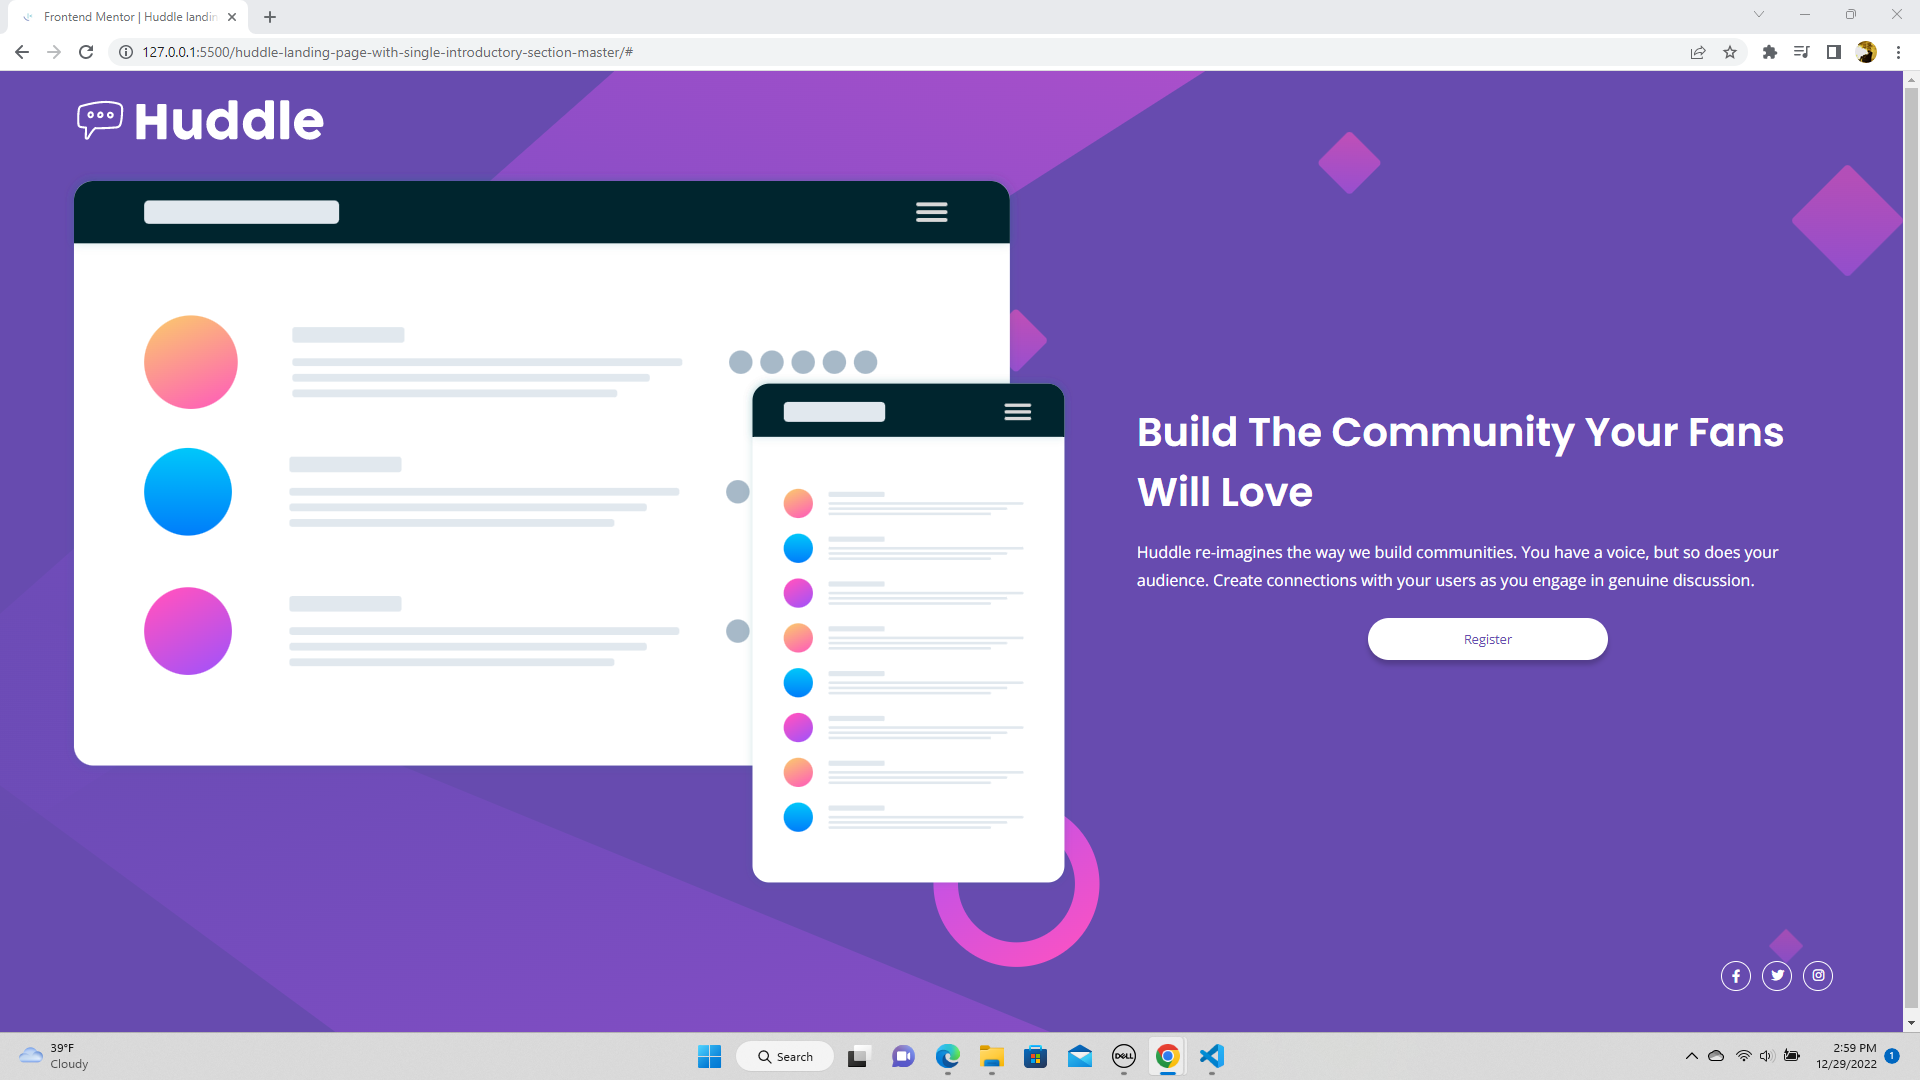 Frontend Mentor | Huddle landin
127.0.0.1:5500/huddle-landing-page-with-single-introductory-section-master/#
Huddle
Build The Community Your Fans
Will Love
Huddle re-imagines the way we build communities. You have a voice, but so does your
audience. Create connections with your users as you engage in genuine discussion.
Register
39°F
Cloudy
Search
DELL
2:59 PM
12/29/2022
1